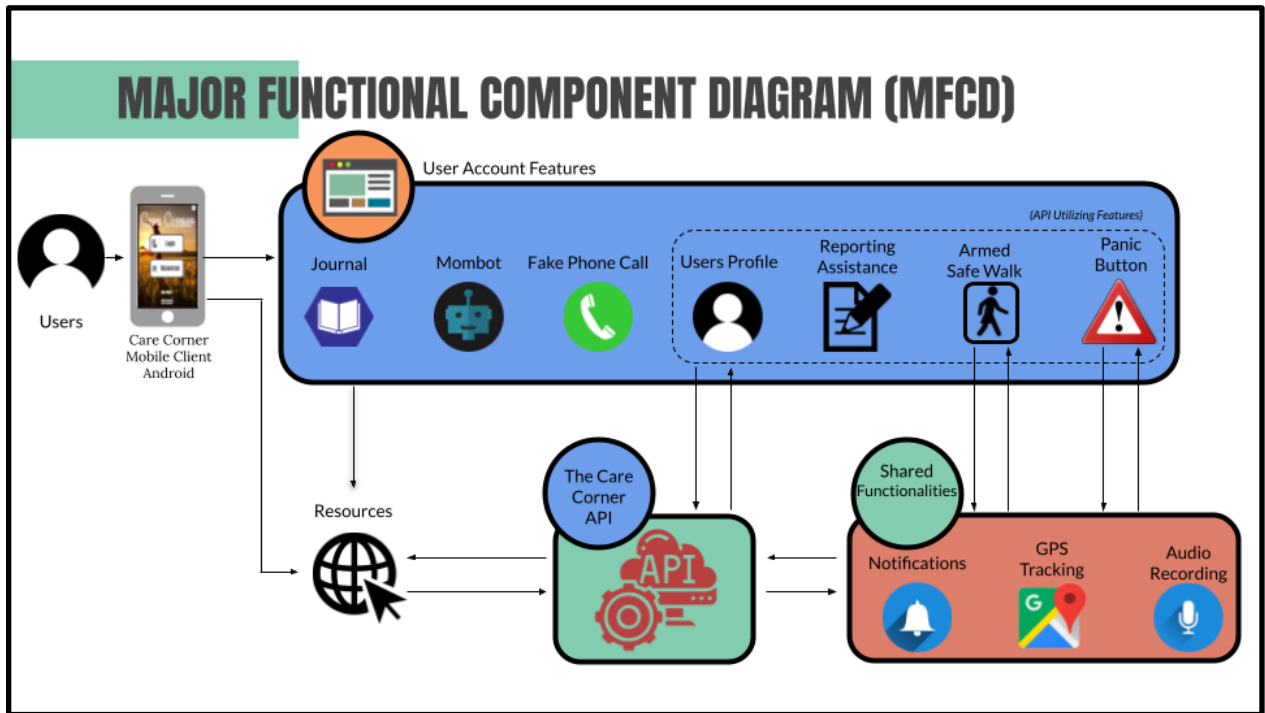 MAJOR FUNCTIONAL COMPONENT DIAGRAM (MFCD)
User Account Features
(API Utilizing Features)
Journal
Mombot
Fake Phone Call
Users Profile
Reporting
Assistance
Armed
Safe Walk
Panic
Button
Users
Care Corner
Mobile Client
Android
Resources
The Care
Corner
API
API
Shared
Functionalities
Notifications
GPS
Tracking
G
Audio
Recording